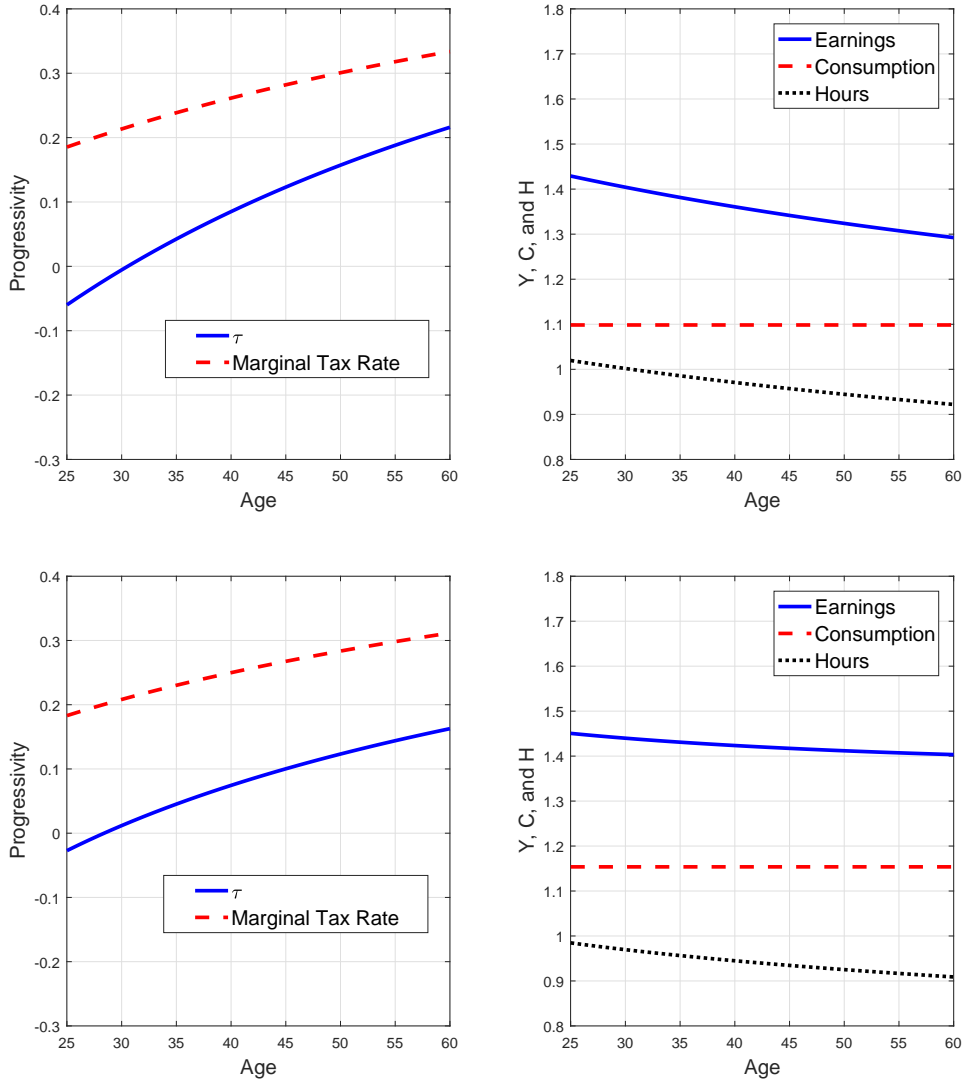 0.4
0.3
0.2
0.1
0
-0.1
-0.2
-0.3
Progressivity
25 30 35 40 45 50 55 60
Age
τ
Marginal Tax Rate
1.8
1.7
1.6
1.5
1.4
1.3
1.2
1.1
1
0.9
0.8
Y, C, and H
25 30 35 40 45 50 55 60
Age
Earnings
Consumption
Hours
0.4
0.3
0.2
0.1
0
-0.1
-0.2
-0.3
Progressivity
25 30 35 40 45 50 55 60
Age
τ
Marginal Tax Rate
1.8
1.7
1.6
1.5
1.4
1.3
1.2
1.1
1
0.9
0.8
Y, C, and H
25 30 35 40 45 50 55 60
Age
Earnings
Consumption
Hours